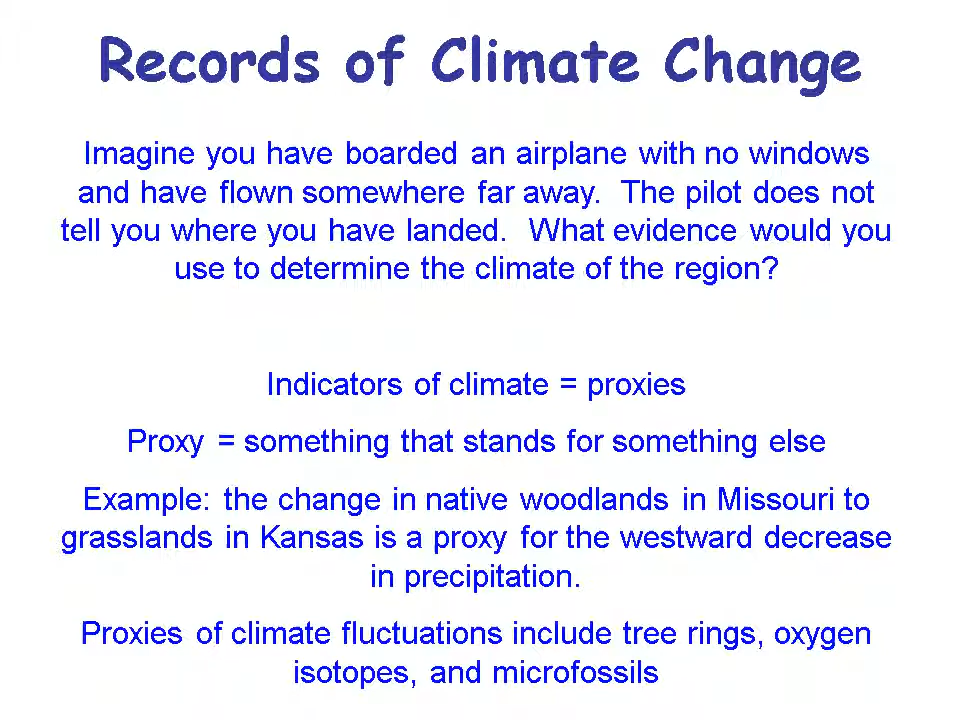 Records of Climate Change
Imagine you have boarded an airplane with no windows
and have flown somewhere far away.  The pilot does not
tell you where you have landed.  What evidence would you
use to determine the climate of the region?
Indicators of climate = proxies
Proxy = something that stands for something else
Example:  the change in native woodlands in Missouri to
grasslands in Kansas is a proxy for the westward decrease
in precipitation.
Proxies of climate fluctuations include tree rings, oxygen
isotopes, and microfossils